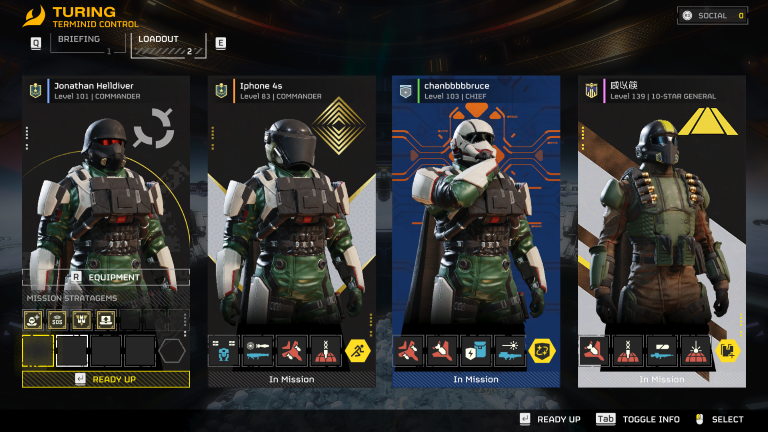 TURING
TERMINID CONTROL
SOCIAL 0
Q
BRIEFING
1
LOADOUT
2
E
Jonathan Helldiver
Level 101 | COMMANDER
Iphone 4s
Level 83 | COMMANDER
chanbbbbbruce
Level 103 | CHIEF
Level 139 | 10-STAR GENERAL
R EQUIPMENT
MISSION STRATAGEMS
SOS
READY UP
In Mission
In Mission
In Mission
READY UP
Tab TOGGLE INFO
SELECT